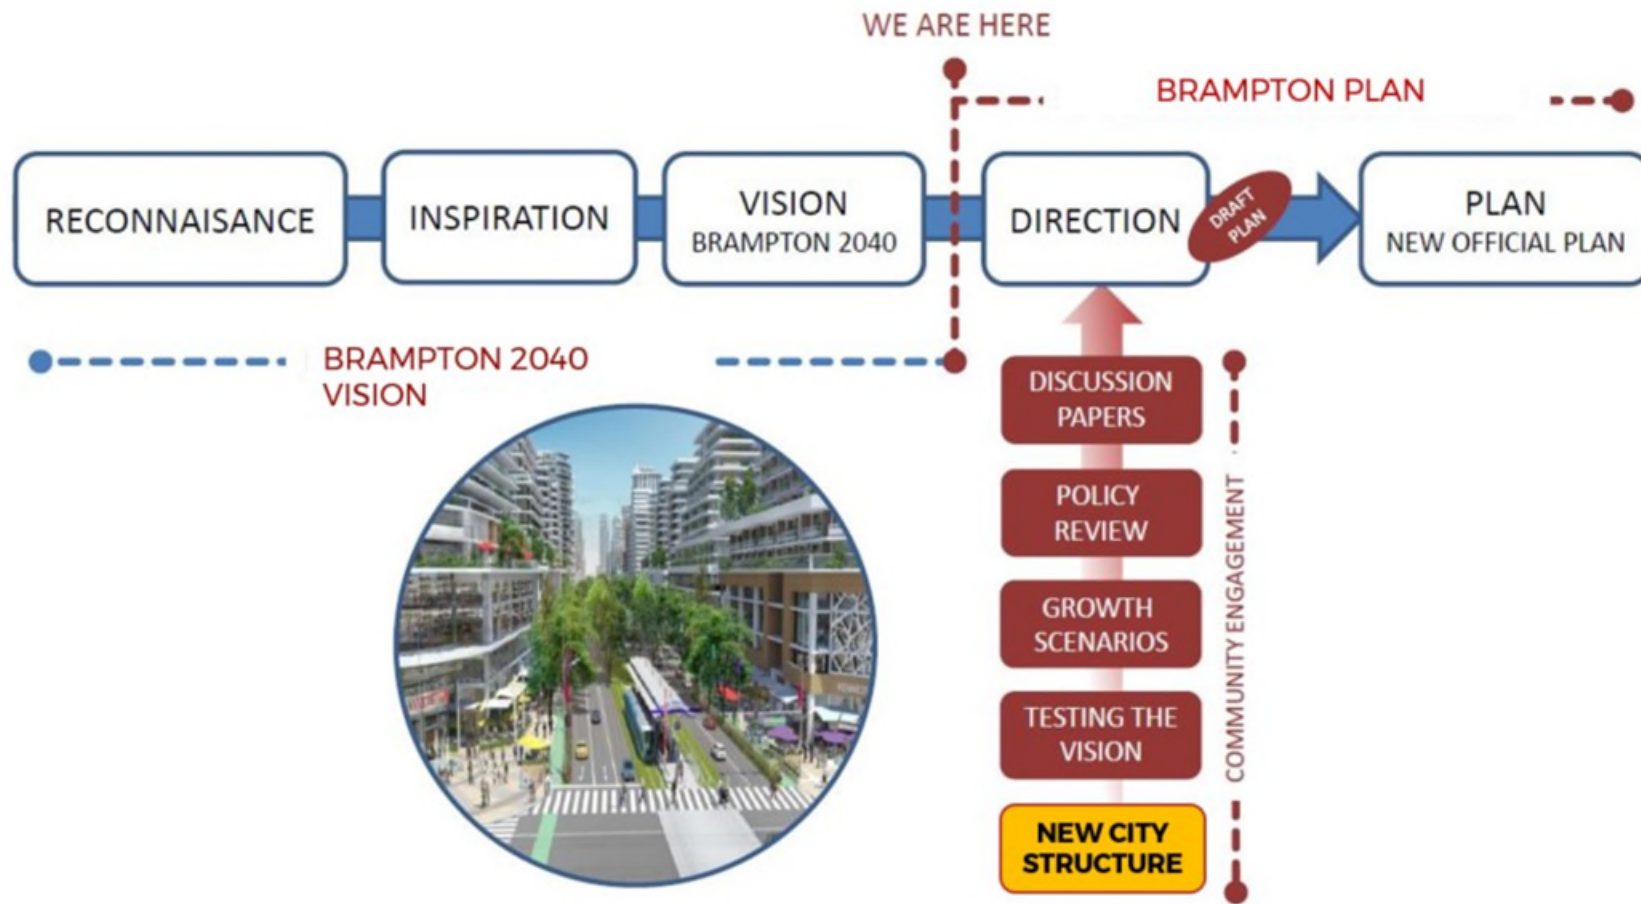 WE ARE HERE
BRAMPTON PLAN
RECONNAISANCE
INSPIRATION
VISION
BRAMPTON 2040
DIRECTION
DRAFT
PLAN
PLAN
NEW OFFICIAL PLAN
BRAMPTON 2040
VISION
DISCUSSION
PAPERS
POLICY
REVIEW
GROWTH
SCENARIOS
TESTING THE
VISION
NEW CITY
STRUCTURE
COMMUNITY ENGAGEMENT